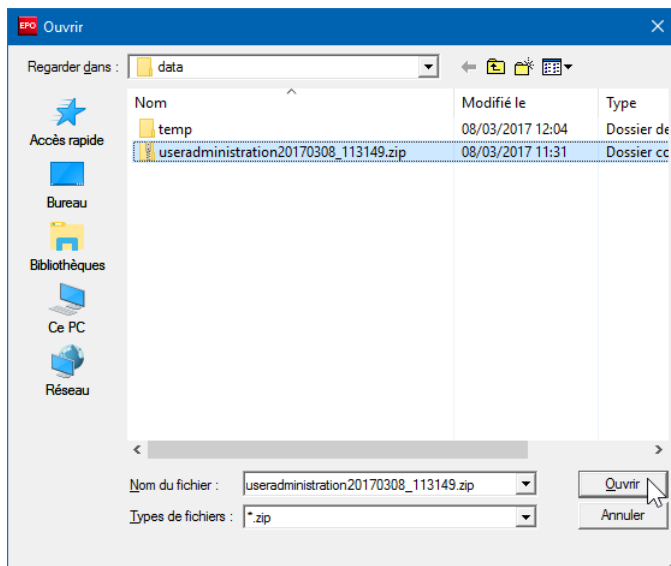 EPO Ouvrir
Regarder dans : data
Nom Modifié le Type
temp 08/03/2017 12:04 Dossier de
useradministration20170308_113149.zip 08/03/2017 11:31 Dossier cc
Accès rapide
Bureau
Bibliothèques
Ce PC
Réseau
Nom du fichier : useradministration20170308_113149.zip Ouvrir
Types de fichiers : *.zip Annuler